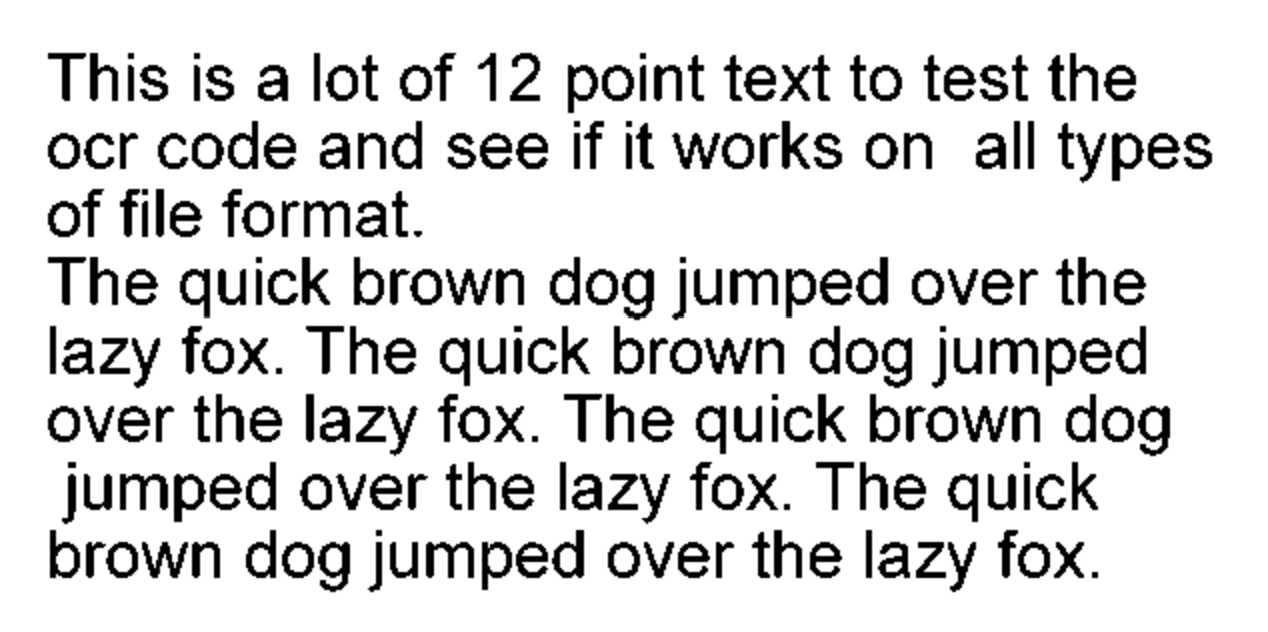 This is a lot of 12 point text to test the
ocr code and see if it works on  all types
of file format.
The quick brown dog jumped over the
lazy fox. The quick brown dog jumped
over the lazy fox. The quick brown dog
 jumped over the lazy fox. The quick
brown dog jumped over the lazy fox.